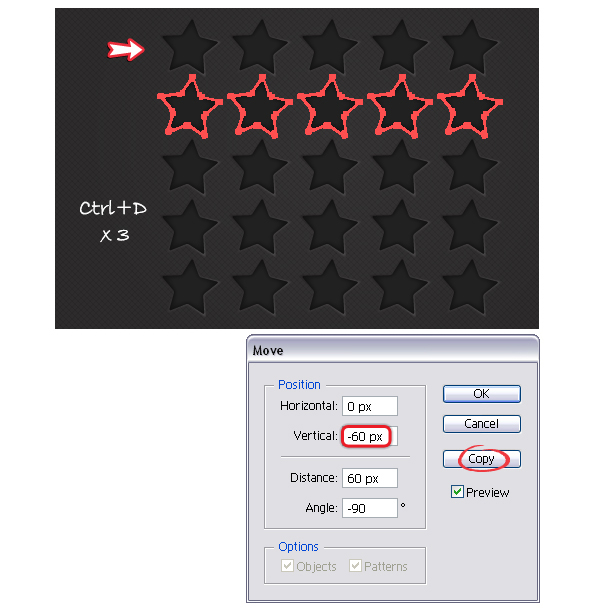 Ctrl+D
x 3
Move
Position
Horizontal: 0 px
Vertical: -60 px
Distance: 60 px
Angle: -90 °
OK
Cancel
Copy
Preview
Options
Objects Patterns